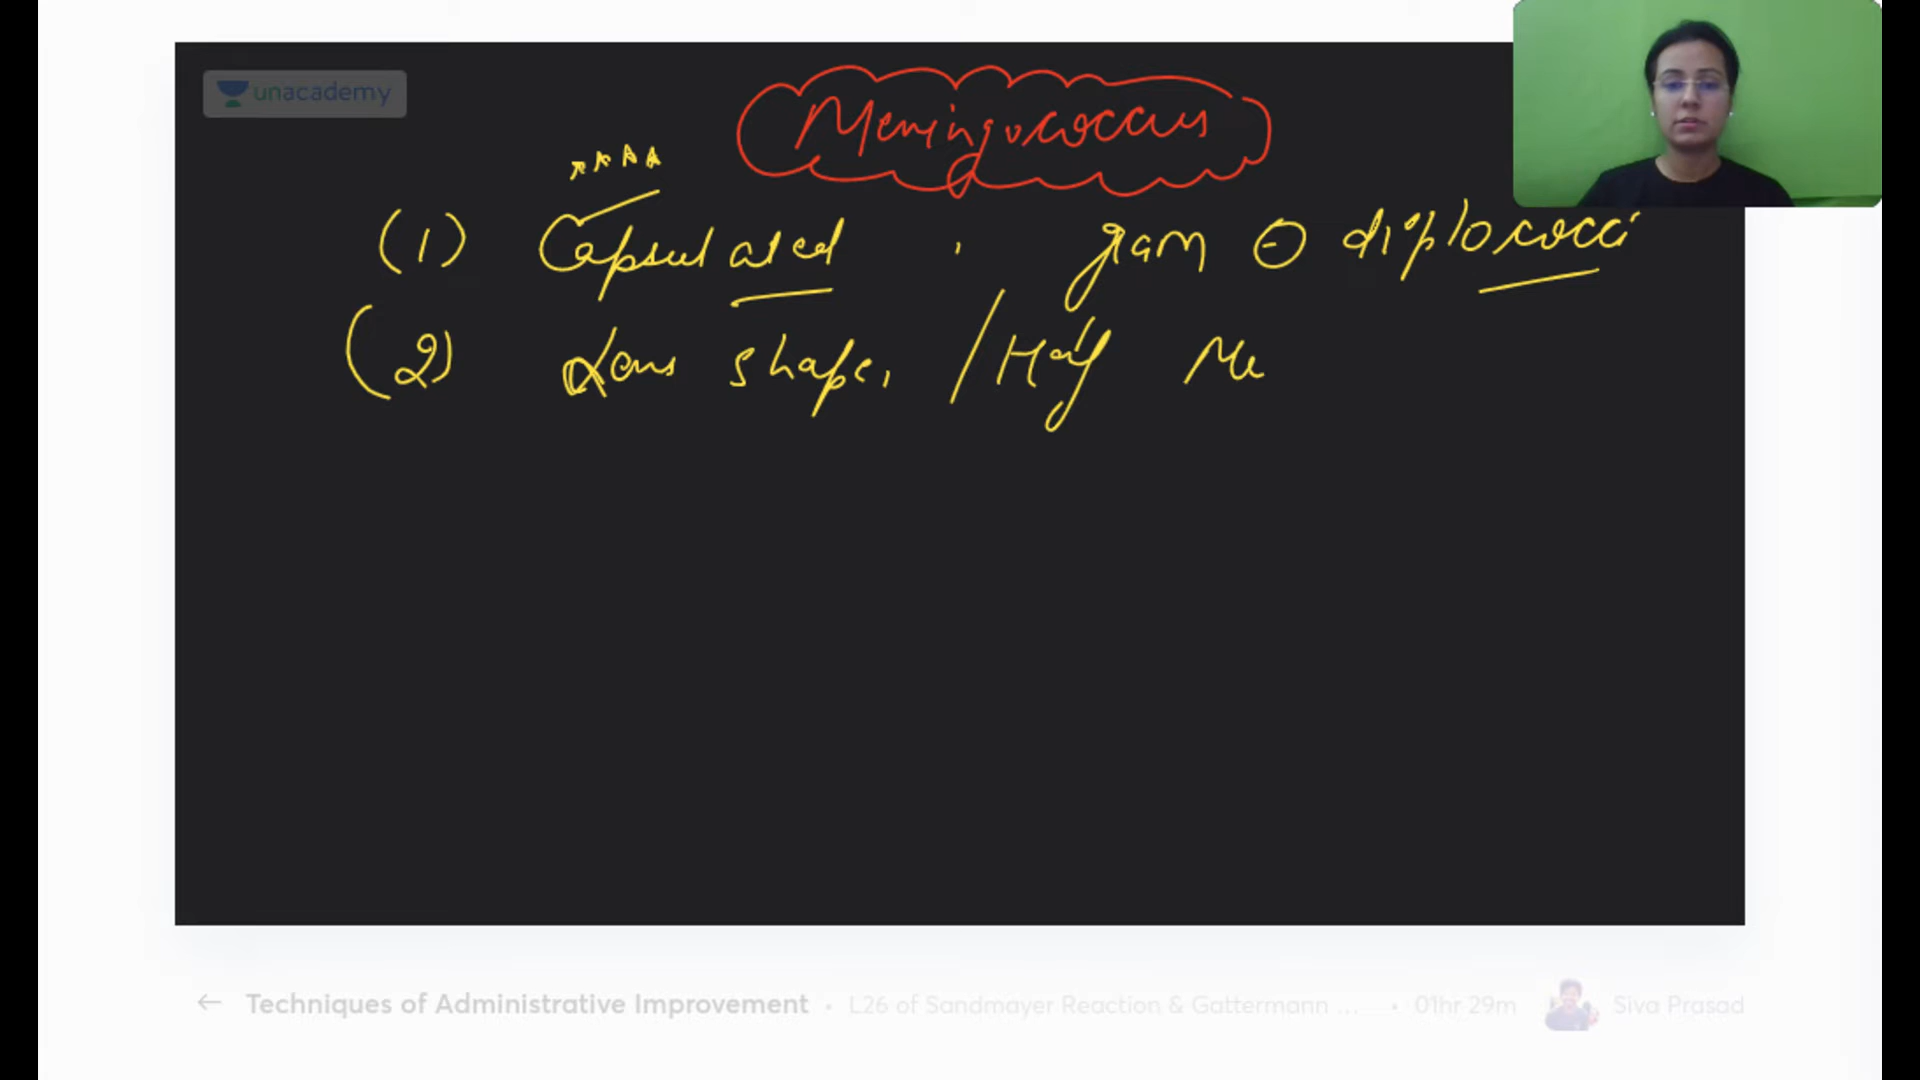 unacademy
Meningococcus
(1) Capsulated, gram ⊖ diplococci
(2) Lens shape, / Half Mo
← Techniques of Administrative Improvement • L26 of Sandmayer Reaction & Gattermann ... • 01hr 29m Siva Prasad